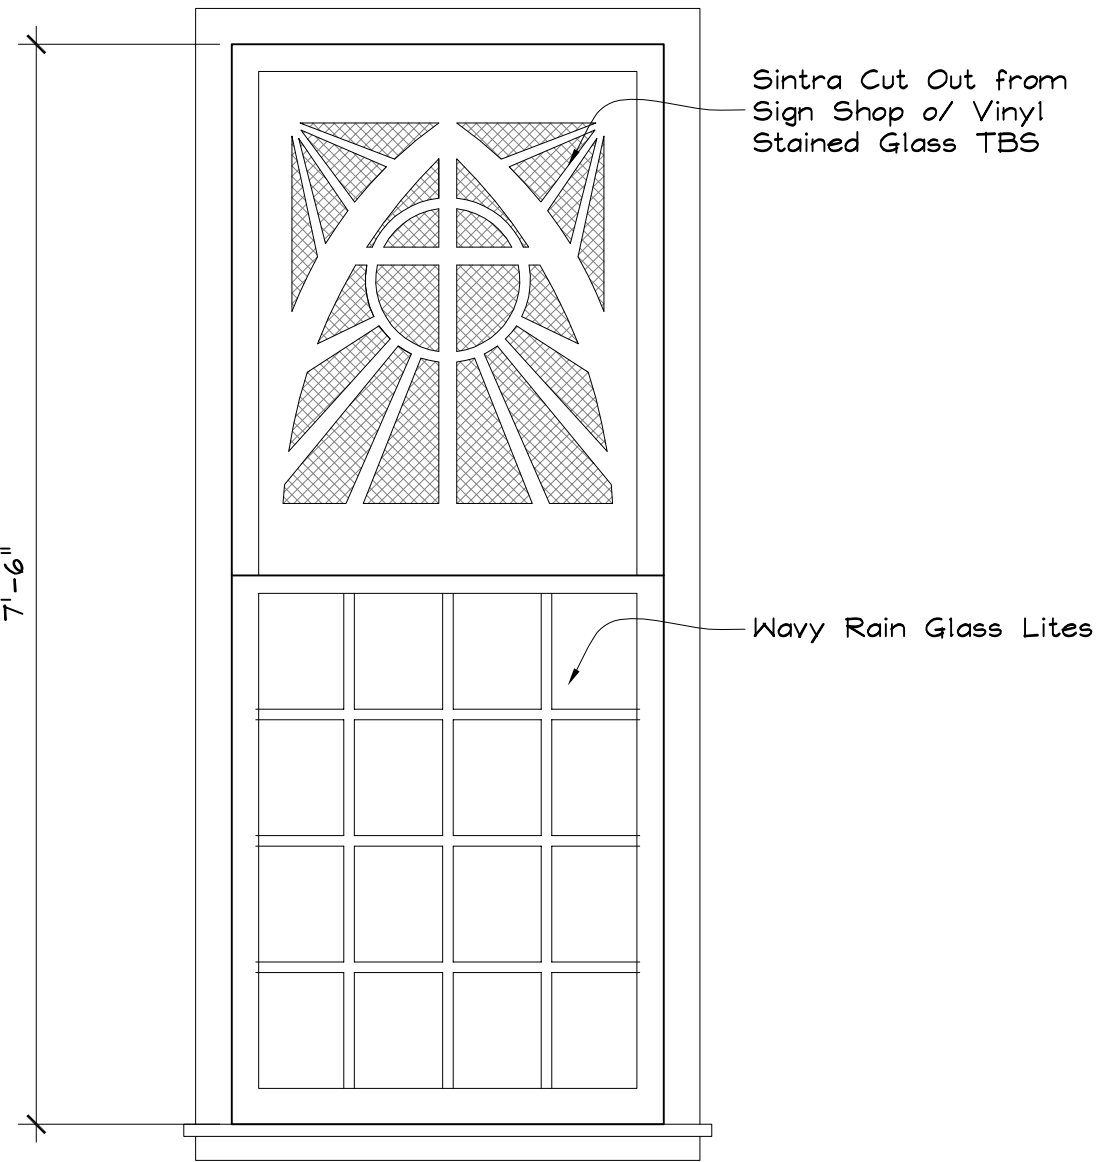 Sintra Cut Out from
Sign Shop o/ Vinyl
Stained Glass TBS
7'-6"
Wavy Rain Glass Lites